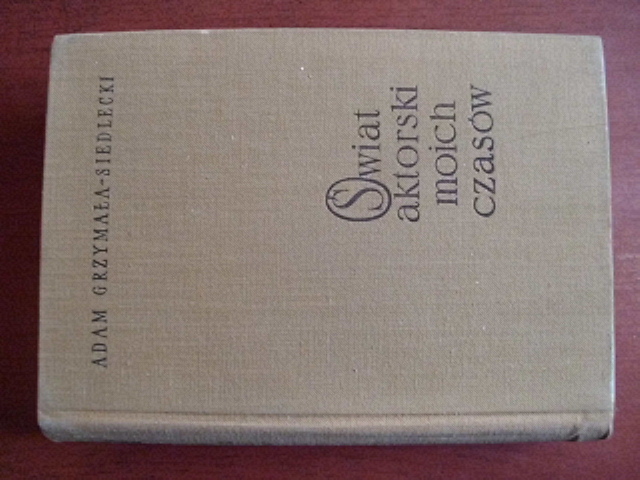 ADAM GRZYMAŁA-SIEDLECKI
Świat
aktorski
moich
czasów